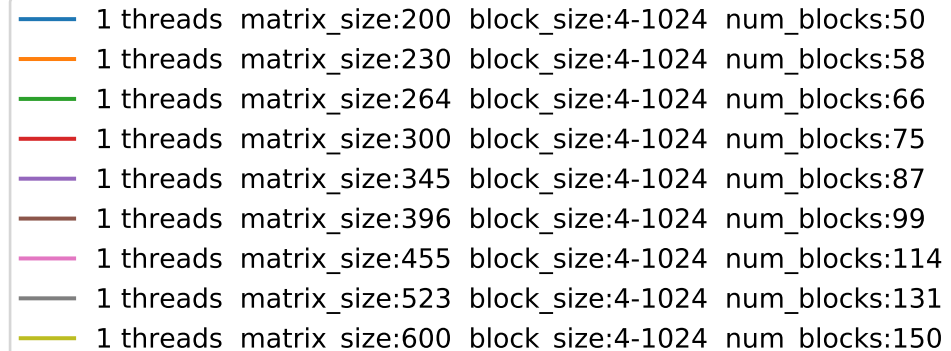 1 threads matrix_size:200 block_size:4-1024 num_blocks:50
1 threads matrix_size:230 block_size:4-1024 num_blocks:58
1 threads matrix_size:264 block_size:4-1024 num_blocks:66
1 threads matrix_size:300 block_size:4-1024 num_blocks:75
1 threads matrix_size:345 block_size:4-1024 num_blocks:87
1 threads matrix_size:396 block_size:4-1024 num_blocks:99
1 threads matrix_size:455 block_size:4-1024 num_blocks:114
1 threads matrix_size:523 block_size:4-1024 num_blocks:131
1 threads matrix_size:600 block_size:4-1024 num_blocks:150